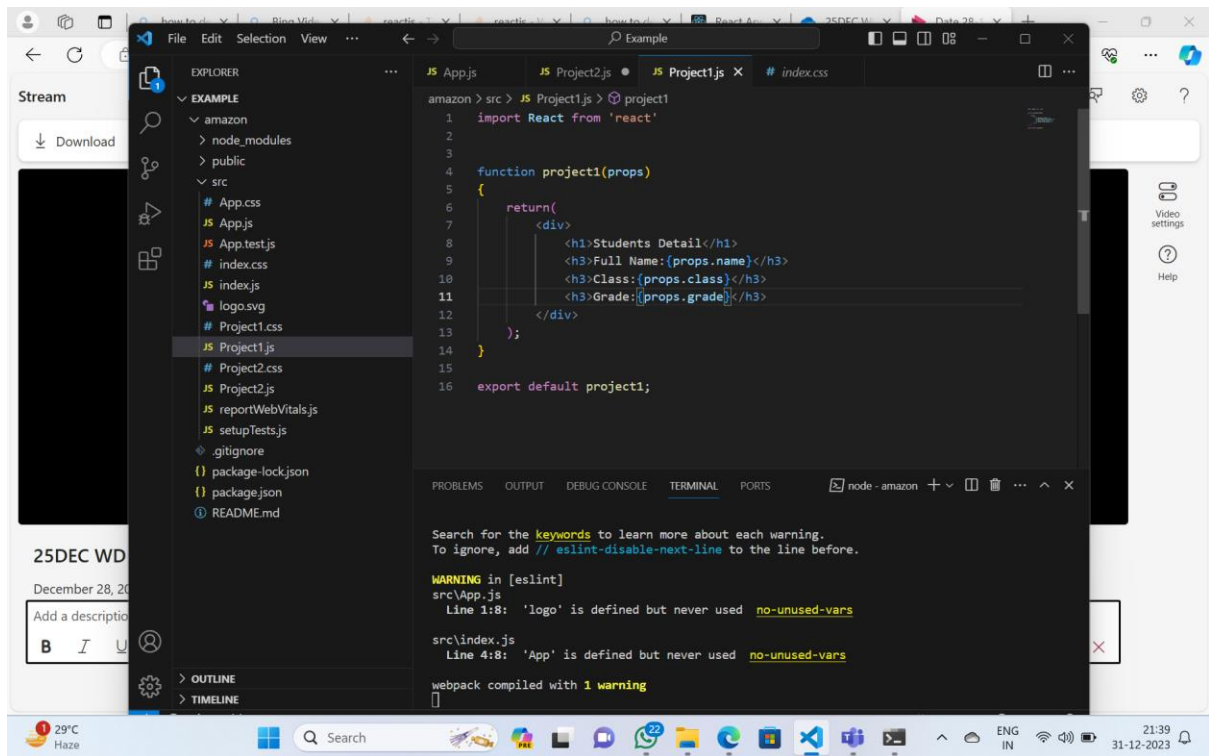 File Edit Selection View ... Example
Stream
Download
EXPLORER
EXAMPLE
amazon
node_modules
public
src
App.css
App.js
App.test.js
index.css
index.js
logo.svg
Project1.css
Project1.js
Project2.css
Project2.js
reportWebVitals.js
setupTests.js
.gitignore
package-lock.json
package.json
README.md
OUTLINE
TIMELINE
App.js Project2.js Project1.js index.css
amazon > src > JS Project1.js > project1
1 import React from 'react'
2
3
4 function project1(props)
5 {
6 return(
7 <div>
8 <h1>Students Detail</h1>
9 <h3>Full Name:{props.name}</h3>
10 <h3>Class:{props.class}</h3>
11 <h3>Grade:{props.grade}</h3>
12 </div>
13 );
14 }
15
16 export default project1;
PROBLEMS OUTPUT DEBUG CONSOLE TERMINAL PORTS node - amazon
Search for the keywords to learn more about each warning.
To ignore, add // eslint-disable-next-line to the line before.
WARNING in [eslint]
src\App.js
Line 1:8: 'logo' is defined but never used no-unused-vars
src\index.js
Line 4:8: 'App' is defined but never used no-unused-vars
webpack compiled with 1 warning
Video
settings
Help
25DEC WD
December 28, 20
Add a descriptio
B I U
29°C
Haze
Search
22
ENG
IN
21:39
31-12-2023